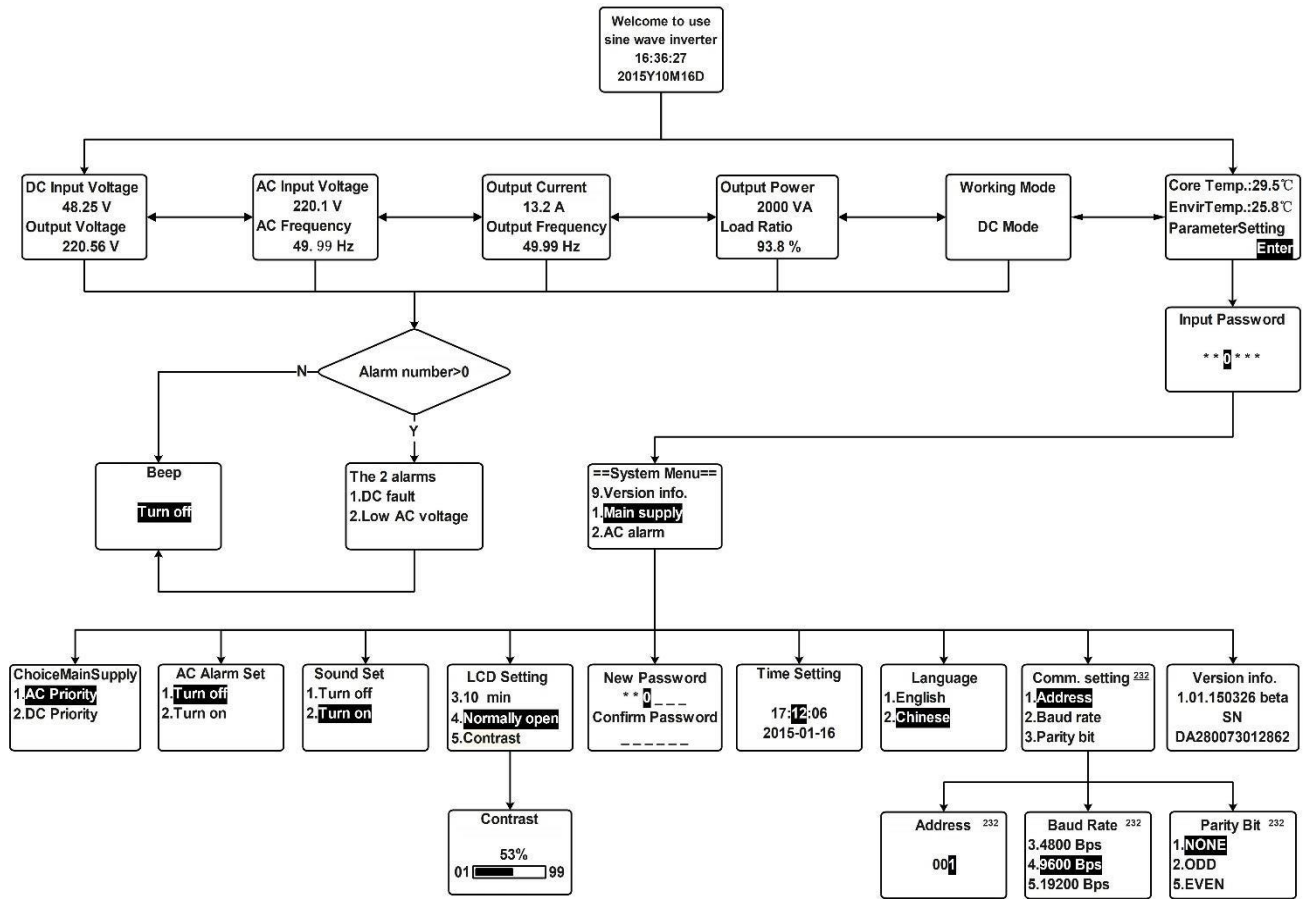 Welcome to use
sine wave inverter
16:36:27
2015Y10M16D
DC Input Voltage
48.25 V
Output Voltage
220.56 V
AC Input Voltage
220.1 V
AC Frequency
49. 99 Hz
Output Current
13.2 A
Output Frequency
49.99 Hz
Output Power
2000 VA
Load Ratio
93.8 %
Working Mode
DC Mode
Core Temp.:29.5℃
EnvirTemp.:25.8℃
ParameterSetting
Enter
Input Password
* * 0 * * *
Alarm number>0
N
Y
Beep
Turn off
The 2 alarms
1.DC fault
2.Low AC voltage
==System Menu==
9.Version info.
1.Main supply
2.AC alarm
ChoiceMainSupply
1.AC Priority
2.DC Priority
AC Alarm Set
1.Turn off
2.Turn on
Sound Set
1.Turn off
2.Turn on
LCD Setting
3.10 min
4.Normally open
5.Contrast
New Password
* * 0 _ _ _
Confirm Password
_ _ _ _ _ _
Time Setting
17:12:06
2015-01-16
Language
1.English
2.Chinese
Comm. setting 232
1.Address
2.Baud rate
3.Parity bit
Version info.
1.01.150326 beta
SN
DA280073012862
Contrast
53%
01 99
Address 232
001
Baud Rate 232
3.4800 Bps
4.9600 Bps
5.19200 Bps
Parity Bit 232
1.NONE
2.ODD
5.EVEN